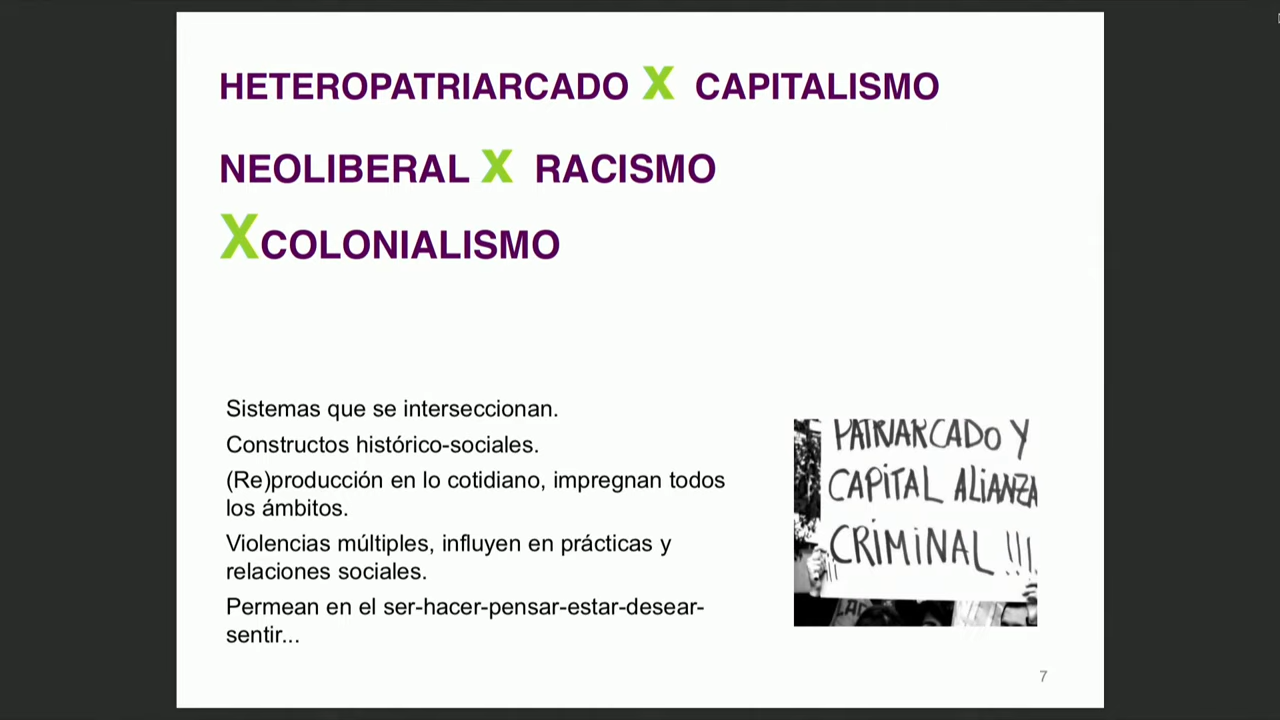 HETEROPATRIARCADO X CAPITALISMO
NEOLIBERAL X RACISMO
XCOLONIALISMO
Sistemas que se interseccionan.
Constructos histórico-sociales.
(Re)producción en lo cotidiano, impregnan todos
los ámbitos.
Violencias múltiples, influyen en prácticas y
relaciones sociales.
Permean en el ser-hacer-pensar-estar-desear-
sentir...
PATRIARCADO Y
CAPITAL ALIANZA
CRIMINAL !!!
7